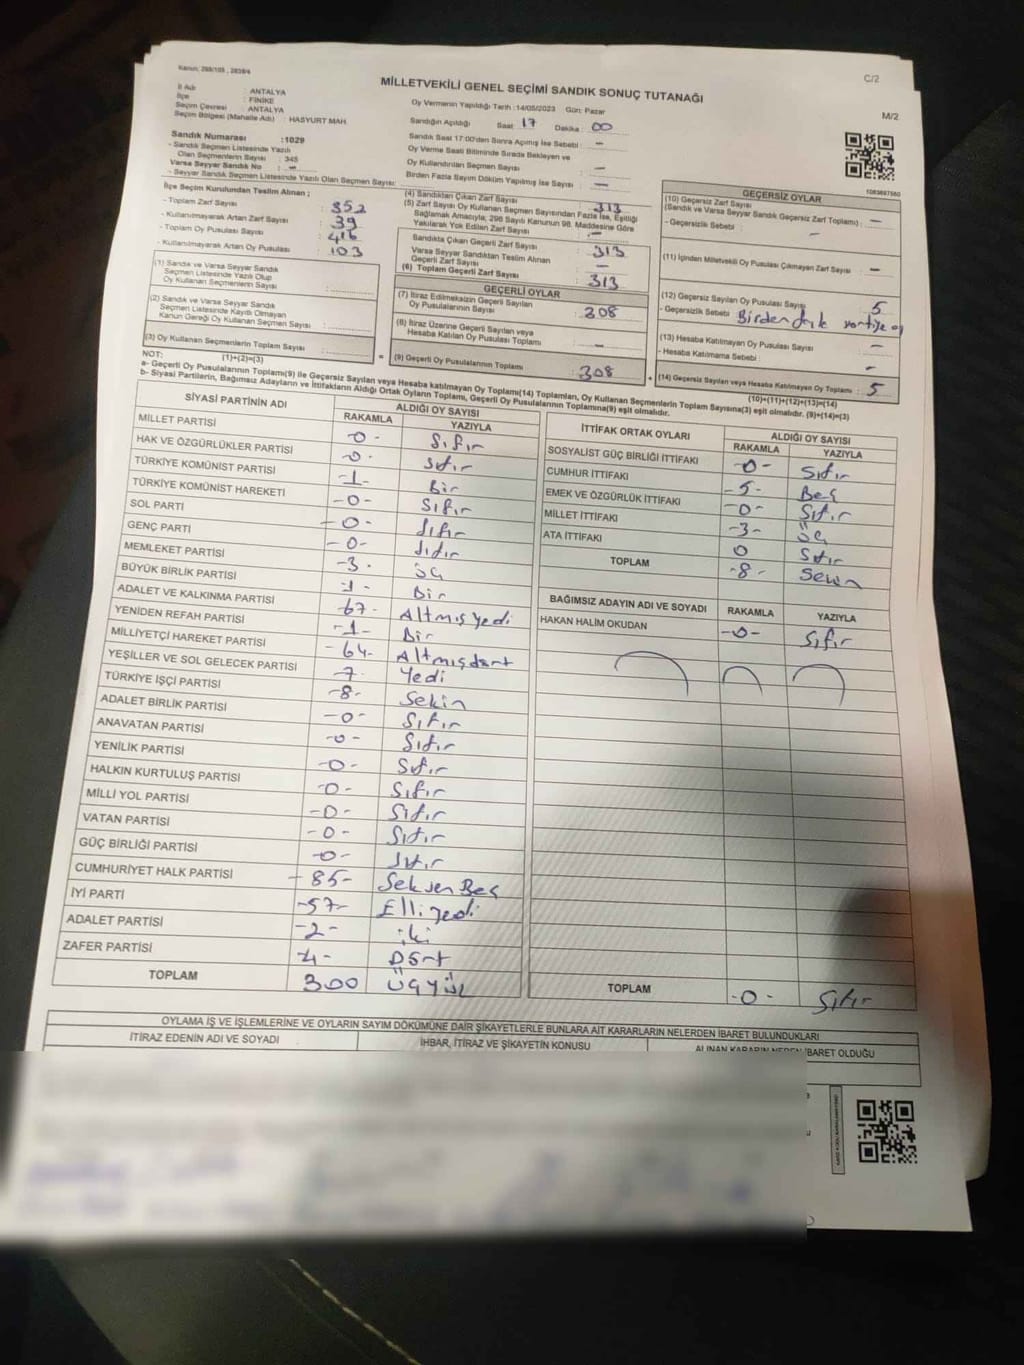 Kanun: 298/105 , 2839/4
C/2
MİLLETVEKİLİ GENEL SEÇİMİ SANDIK SONUÇ TUTANAĞI
M/2
İl Adı : ANTALYA
İlçe : FİNİKE
Seçim Çevresi : ANTALYA
Seçim Bölgesi (Mahalle Adı) : HASYURT MAH.
Sandık Numarası : 1029
- Sandık Seçmen Listesinde Yazılı
Olan Seçmenlerin Sayısı : 345
Varsa Seyyar Sandık No : -
- Seyyar Sandık Seçmen Listesinde Yazılı Olan Seçmen Sayısı:
Oy Vermenin Yapıldığı Tarih :14/05/2023 Gün: Pazar
Sandığın Açıldığı Saat : 17 Dakika : 00
Sandık Saat 17:00'den Sonra Açılmış İse Sebebi : -
Oy Verme Saati Bitiminde Sırada Bekleyen ve
Oy Kullandırılan Seçmen Sayısı : -
Birden Fazla Sayım Döküm Yapılmış İse Sayısı : -
İlçe Seçim Kurulundan Teslim Alınan ;
- Toplam Zarf Sayısı : 352
- Kullanılmayarak Artan Zarf Sayısı : 39
- Toplam Oy Pusulası Sayısı : 416
- Kullanılmayarak Artan Oy Pusulası : 103
(1) Sandık ve Varsa Seyyar Sandık
Seçmen Listesinde Yazılı Olup
Oy Kullanan Seçmenlerin Sayısı :
(2) Sandık ve Varsa Seyyar Sandık
Seçmen Listesinde Kayıtlı Olmayan
Kanun Gereği Oy Kullanan Seçmen Sayısı :
(3) Oy Kullanan Seçmenlerin Toplam Sayısı :
(1)+(2)=(3)
(4) Sandıktan Çıkan Zarf Sayısı : 313
(5) Zarf Sayısı Oy Kullanan Seçmen Sayısından Fazla İse, Eşitliği
Sağlamak Amacıyla, 298 Sayılı Kanunun 98. Maddesine Göre
Yakılarak Yok Edilen Zarf Sayısı : -
Sandıkta Çıkan Geçerli Zarf Sayısı : 313
Varsa Seyyar Sandıktan Teslim Alınan
Geçerli Zarf Sayısı : -
(6) Toplam Geçerli Zarf Sayısı : 313
GEÇERLİ OYLAR
(7) İtiraz Edilmeksizin Geçerli Sayılan
Oy Pusulalarının Sayısı : 308
(8) İtiraz Üzerine Geçerli Sayılan veya
Hesaba Katılan Oy Pusulası Toplamı : -
(9) Geçerli Oy Pusulalarının Toplamı : 308
1083697560
GEÇERSİZ OYLAR
(10) Geçersiz Zarf Sayısı
(Sandık ve Varsa Seyyar Sandık Geçersiz Zarf Toplamı) : -
- Geçersizlik Sebebi : -
(11) İçinden Milletvekili Oy Pusulası Çıkmayan Zarf Sayısı : -
(12) Geçersiz Sayılan Oy Pusulası Sayısı : 5
- Geçersizlik Sebebi : Birden
(13) Hesaba Katılmayan Oy Pusulası Sayısı : -
- Hesaba Katılmama Sebebi : -
(14) Geçersiz Sayılan veya Hesaba Katılmayan Oy Toplamı : 5
(10)+(11)+(12)+(13)=(14)
NOT:
a- Geçerli Oy Pusulalarının Toplamı(9) ile Geçersiz Sayılan veya Hesaba katılmayan Oy Toplamı(14) Toplamları, Oy Kullanan Seçmenlerin Toplam Sayısına(3) eşit olmalıdır. (9)+(14)=(3)
b- Siyasi Partilerin, Bağımsız Adayların ve İttifakların Aldığı Ortak Oyların Toplamı, Geçerli Oy Pusulalarının Toplamına(9) eşit olmalıdır.
SİYASİ PARTİNİN ADI ALDIĞI OY SAYISI
RAKAMLA YAZIYLA
MİLLET PARTİSİ -0- Sıfır
HAK VE ÖZGÜRLÜKLER PARTİSİ -0- Sıfır
TÜRKİYE KOMÜNİST PARTİSİ -1- Bir
TÜRKİYE KOMÜNİST HAREKETİ -0- Sıfır
SOL PARTİ -0- Sıfır
GENÇ PARTİ -0- Sıfır
MEMLEKET PARTİSİ -3- üç
BÜYÜK BİRLİK PARTİSİ -1- Bir
ADALET VE KALKINMA PARTİSİ -67- Altmış yedi
YENİDEN REFAH PARTİSİ -1- Bir
MİLLİYETÇİ HAREKET PARTİSİ -64- Altmışdört
YEŞİLLER VE SOL GELECEK PARTİSİ -7- Yedi
TÜRKİYE İŞÇİ PARTİSİ -8- Sekin
ADALET BİRLİK PARTİSİ -0- Sıfır
ANAVATAN PARTİSİ -0- Sıfır
YENİLİK PARTİSİ -0- Sıfır
HALKIN KURTULUŞ PARTİSİ -0- Sıfır
MİLLİ YOL PARTİSİ -0- Sıfır
VATAN PARTİSİ -0- Sıfır
GÜÇ BİRLİĞİ PARTİSİ -0- Sıfır
CUMHURİYET HALK PARTİSİ -85- Seksen Beş
İYİ PARTİ -57- Elli yedi
ADALET PARTİSİ -2- iki
ZAFER PARTİSİ -4- Dört
TOPLAM 300 üçyüz
İTTİFAK ORTAK OYLARI ALDIĞI OY SAYISI
RAKAMLA YAZIYLA
SOSYALİST GÜÇ BİRLİĞİ İTTİFAKI -0- Sıfır
CUMHUR İTTİFAKI -5- Beş
EMEK VE ÖZGÜRLÜK İTTİFAKI -0- Sıfır
MİLLET İTTİFAKI -3- üç
ATA İTTİFAKI 0 Sıfır
TOPLAM -8- Sekin
BAĞIMSIZ ADAYIN ADI VE SOYADI RAKAMLA YAZIYLA
HAKAN HALİM OKUDAN -0- Sıfır
TOPLAM -0- Sıfır
OYLAMA İŞ VE İŞLEMLERİNE VE OYLARIN SAYIM DÖKÜMÜNE DAİR ŞİKAYETLERLE BUNLARA AİT KARARLARIN NELERDEN İBARET BULUNDUKLARI
İTİRAZ EDENİN ADI VE SOYADI İHBAR, İTİRAZ VE ŞİKAYETİN KONUSU ALINAN KARARIN NEDEN İBARET OLDUĞU